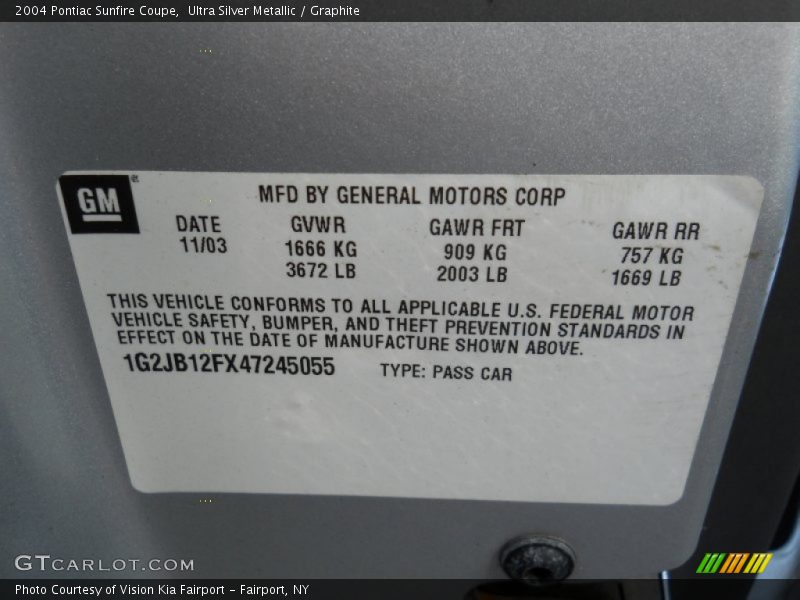 2004 Pontiac Sunfire Coupe,  Ultra Silver Metallic / Graphite
GM
MFD BY GENERAL MOTORS CORP
DATE GVWR GAWR FRT GAWR RR
11/03 1666 KG 909 KG 757 KG
3672 LB 2003 LB 1669 LB
THIS VEHICLE CONFORMS TO ALL APPLICABLE U.S. FEDERAL MOTOR
VEHICLE SAFETY, BUMPER, AND THEFT PREVENTION STANDARDS IN
EFFECT ON THE DATE OF MANUFACTURE SHOWN ABOVE.
1G2JB12FX47245055 TYPE: PASS CAR
GTCARLOT.COM
Photo Courtesy of Vision Kia Fairport - Fairport, NY